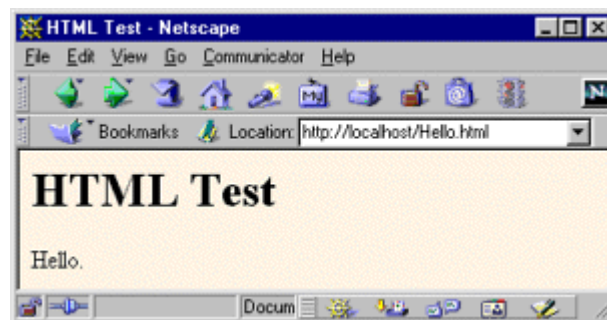 HTML Test - Netscape
File Edit View Go Communicator Help
My
N
Bookmarks Location: http://localhost/Hello.html
HTML Test
Hello.
Docum